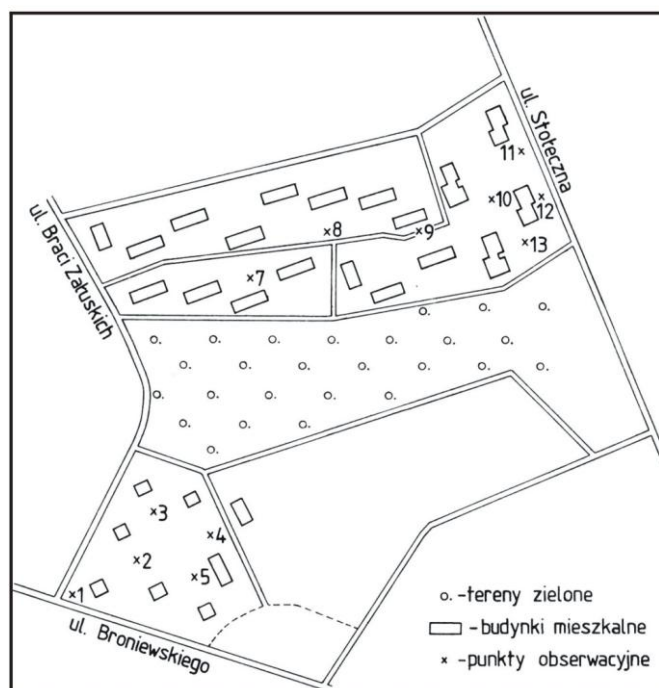 ul. Stołeczna
11×
×10
12
×13
ul. Braci Załuskich
×8
×9
×7
×3
×4
×2
×5
×1
ul. Broniewskiego
o. -tereny zielone
-budynki mieszkalne
× -punkty obserwacyjne